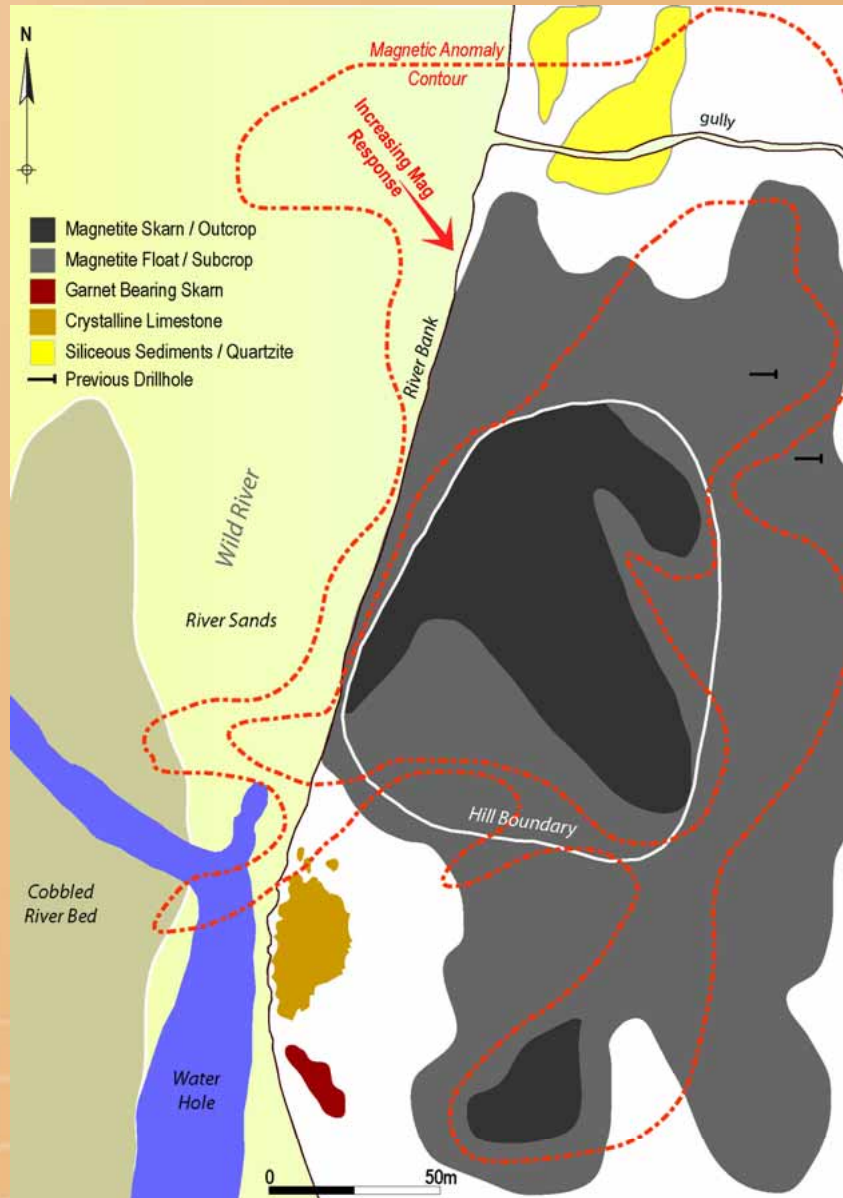 N
Magnetic Anomaly
Contour
gully
Increasing Mag
Response
Magnetite Skarn / Outcrop
Magnetite Float / Subcrop
Garnet Bearing Skarn
Crystalline Limestone
Siliceous Sediments / Quartzite
Previous Drillhole
River Bank
Wild River
River Sands
Hill Boundary
Cobbled
River Bed
Water
Hole
0
50m